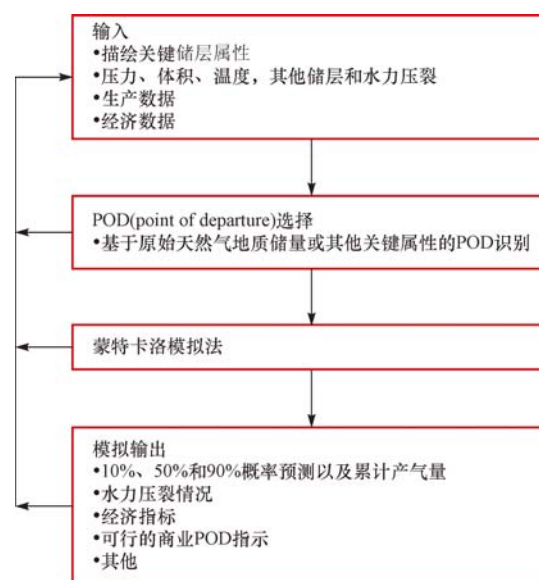 输入
•描绘关键储层属性
•压力、体积、温度，其他储层和水力压裂
•生产数据
•经济数据
POD(point of departure)选择
•基于原始天然气地质储量或其他关键属性的POD识别
蒙特卡洛模拟法
模拟输出
•10%、50%和90%概率预测以及累计产气量
•水力压裂情况
•经济指标
•可行的商业POD指示
•其他